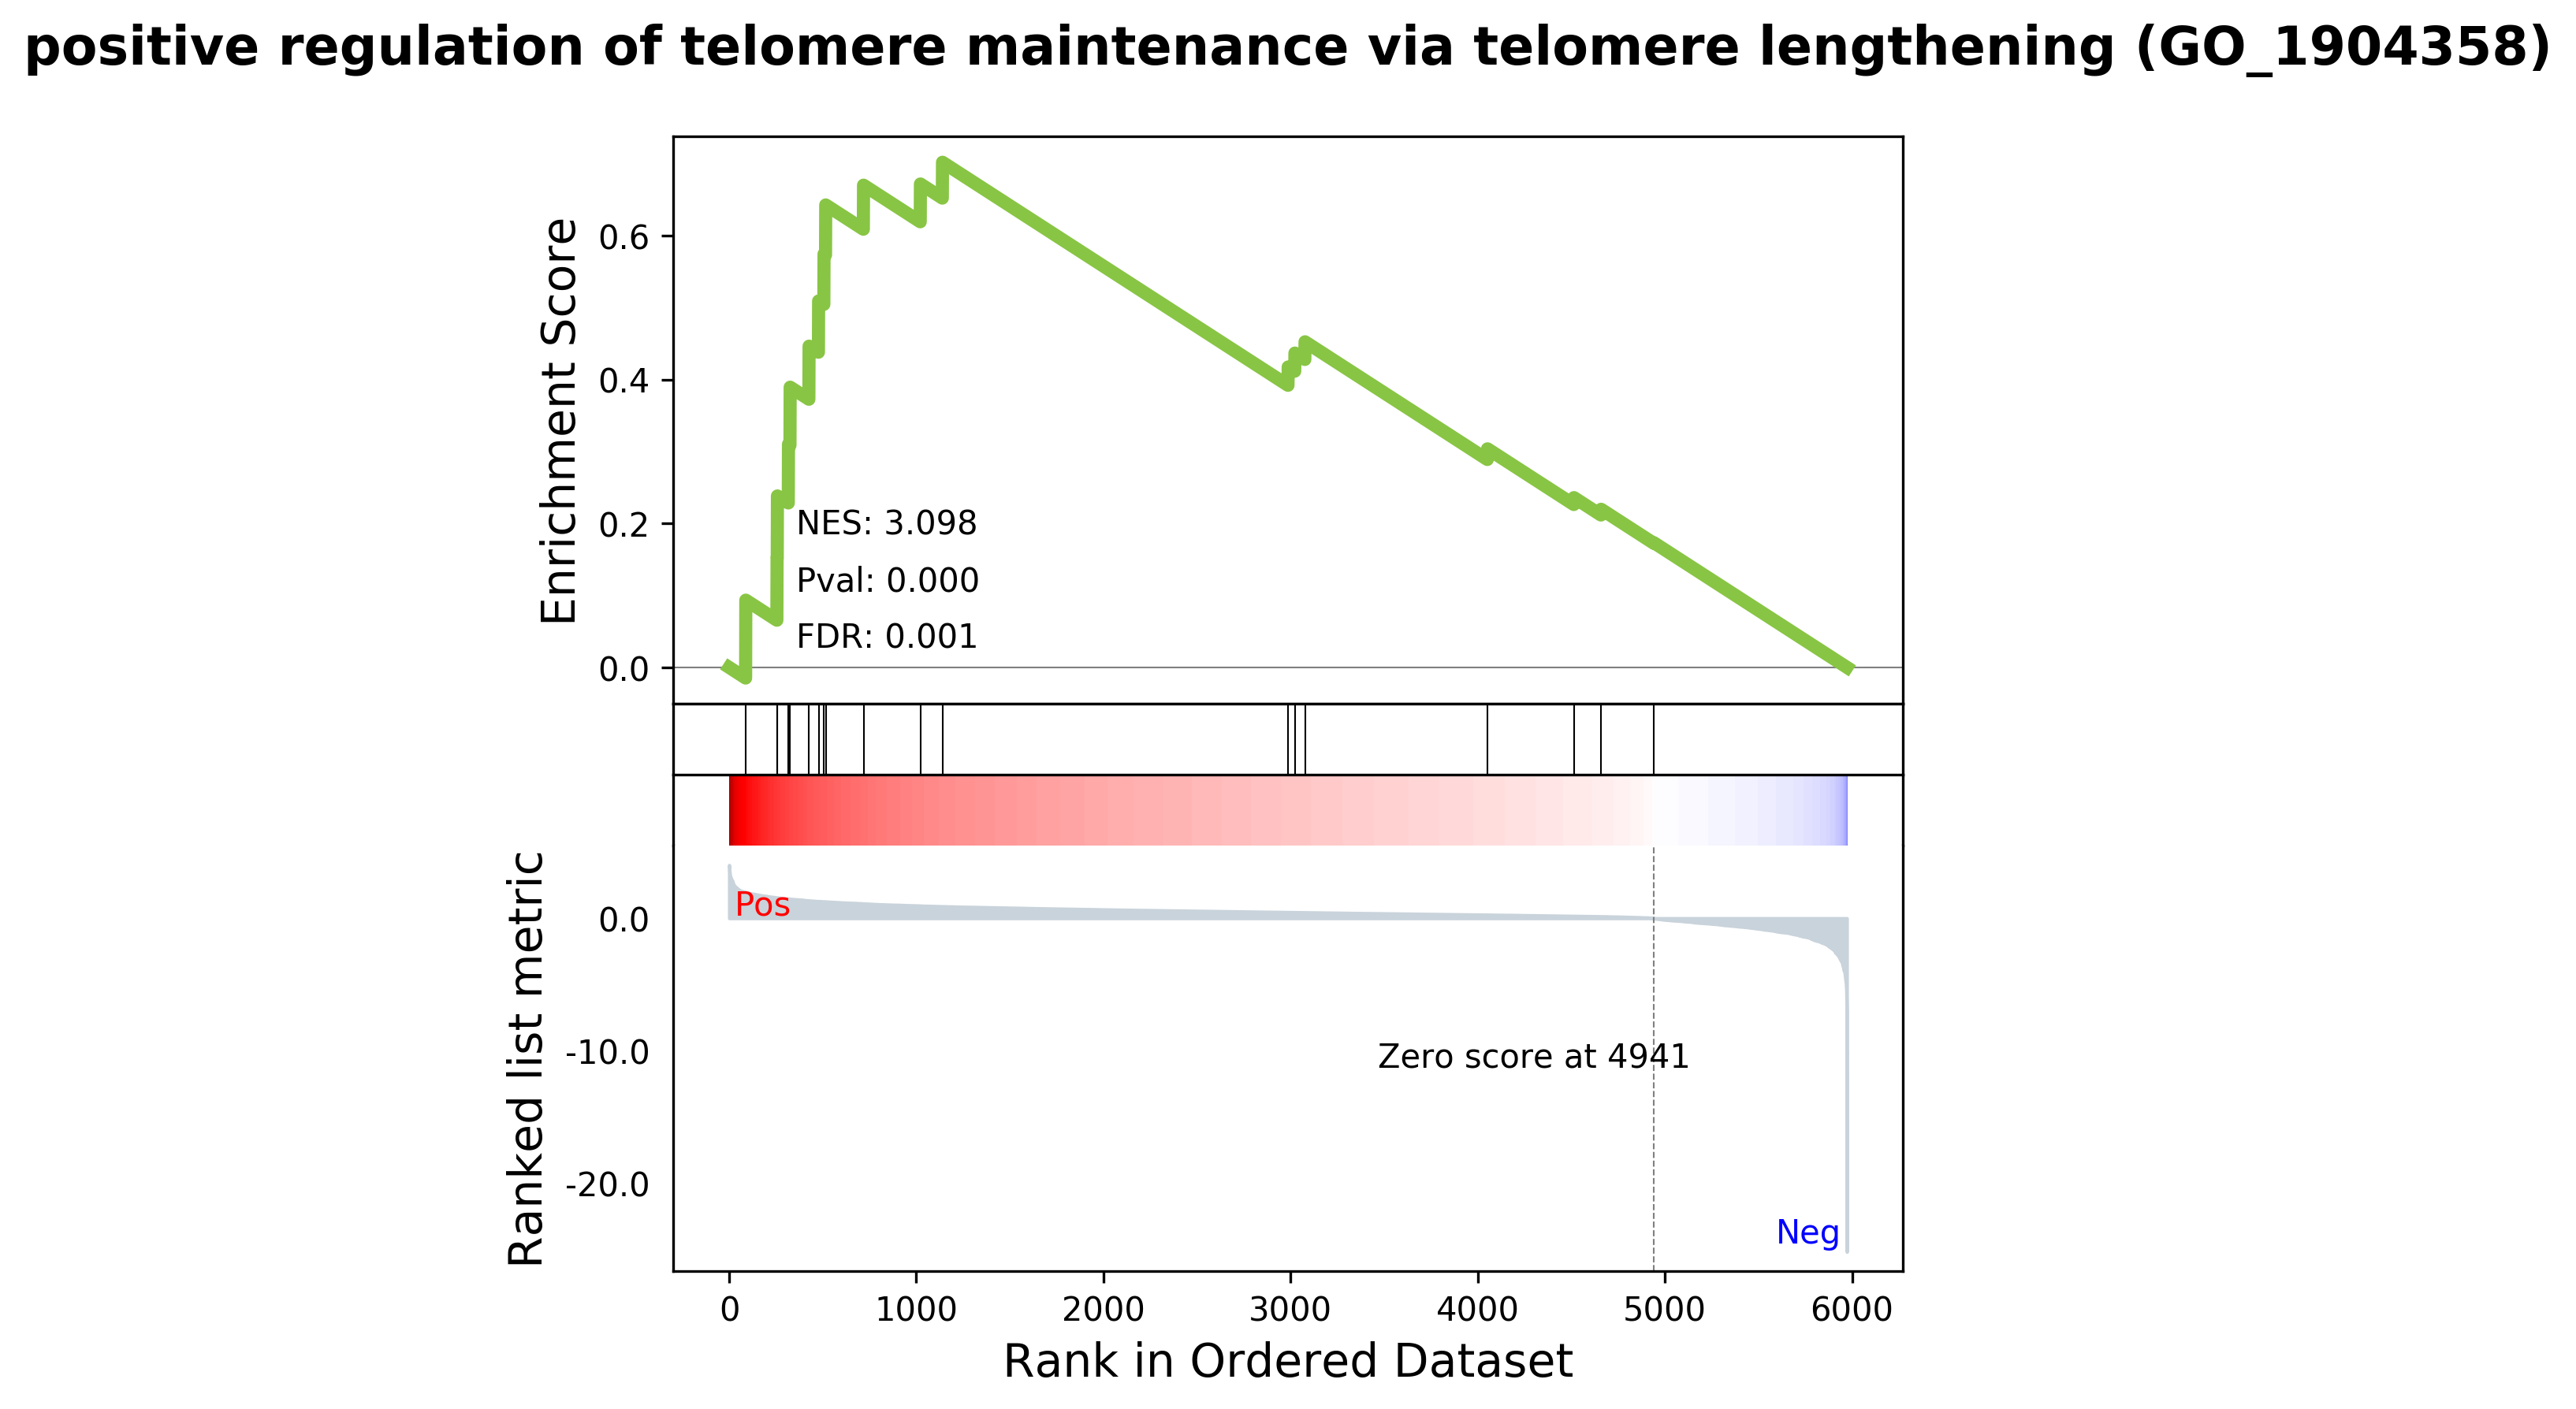 positive regulation of telomere maintenance via telomere lengthening (GO_1904358)
Enrichment Score
0.6
0.4
0.2
0.0
NES: 3.098
Pval: 0.000
FDR: 0.001
Ranked list metric
0.0
-10.0
-20.0
Pos
Zero score at 4941
Neg
0 1000 2000 3000 4000 5000 6000
Rank in Ordered Dataset